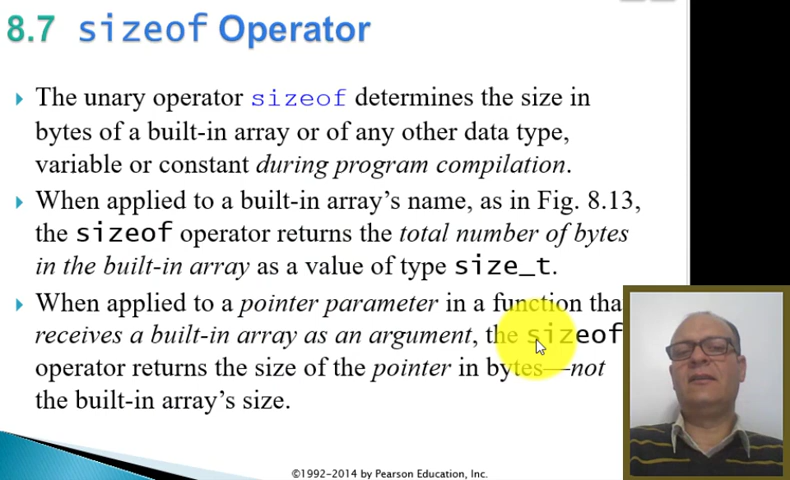 8.7 sizeof Operator
The unary operator sizeof determines the size in
bytes of a built-in array or of any other data type,
variable or constant during program compilation.
When applied to a built-in array's name, as in Fig. 8.13,
the sizeof operator returns the total number of bytes
in the built-in array as a value of type size_t.
When applied to a pointer parameter in a function tha
receives a built-in array as an argument, the sizeof
operator returns the size of the pointer in bytes—not
the built-in array's size.
©1992-2014 by Pearson Education, Inc.